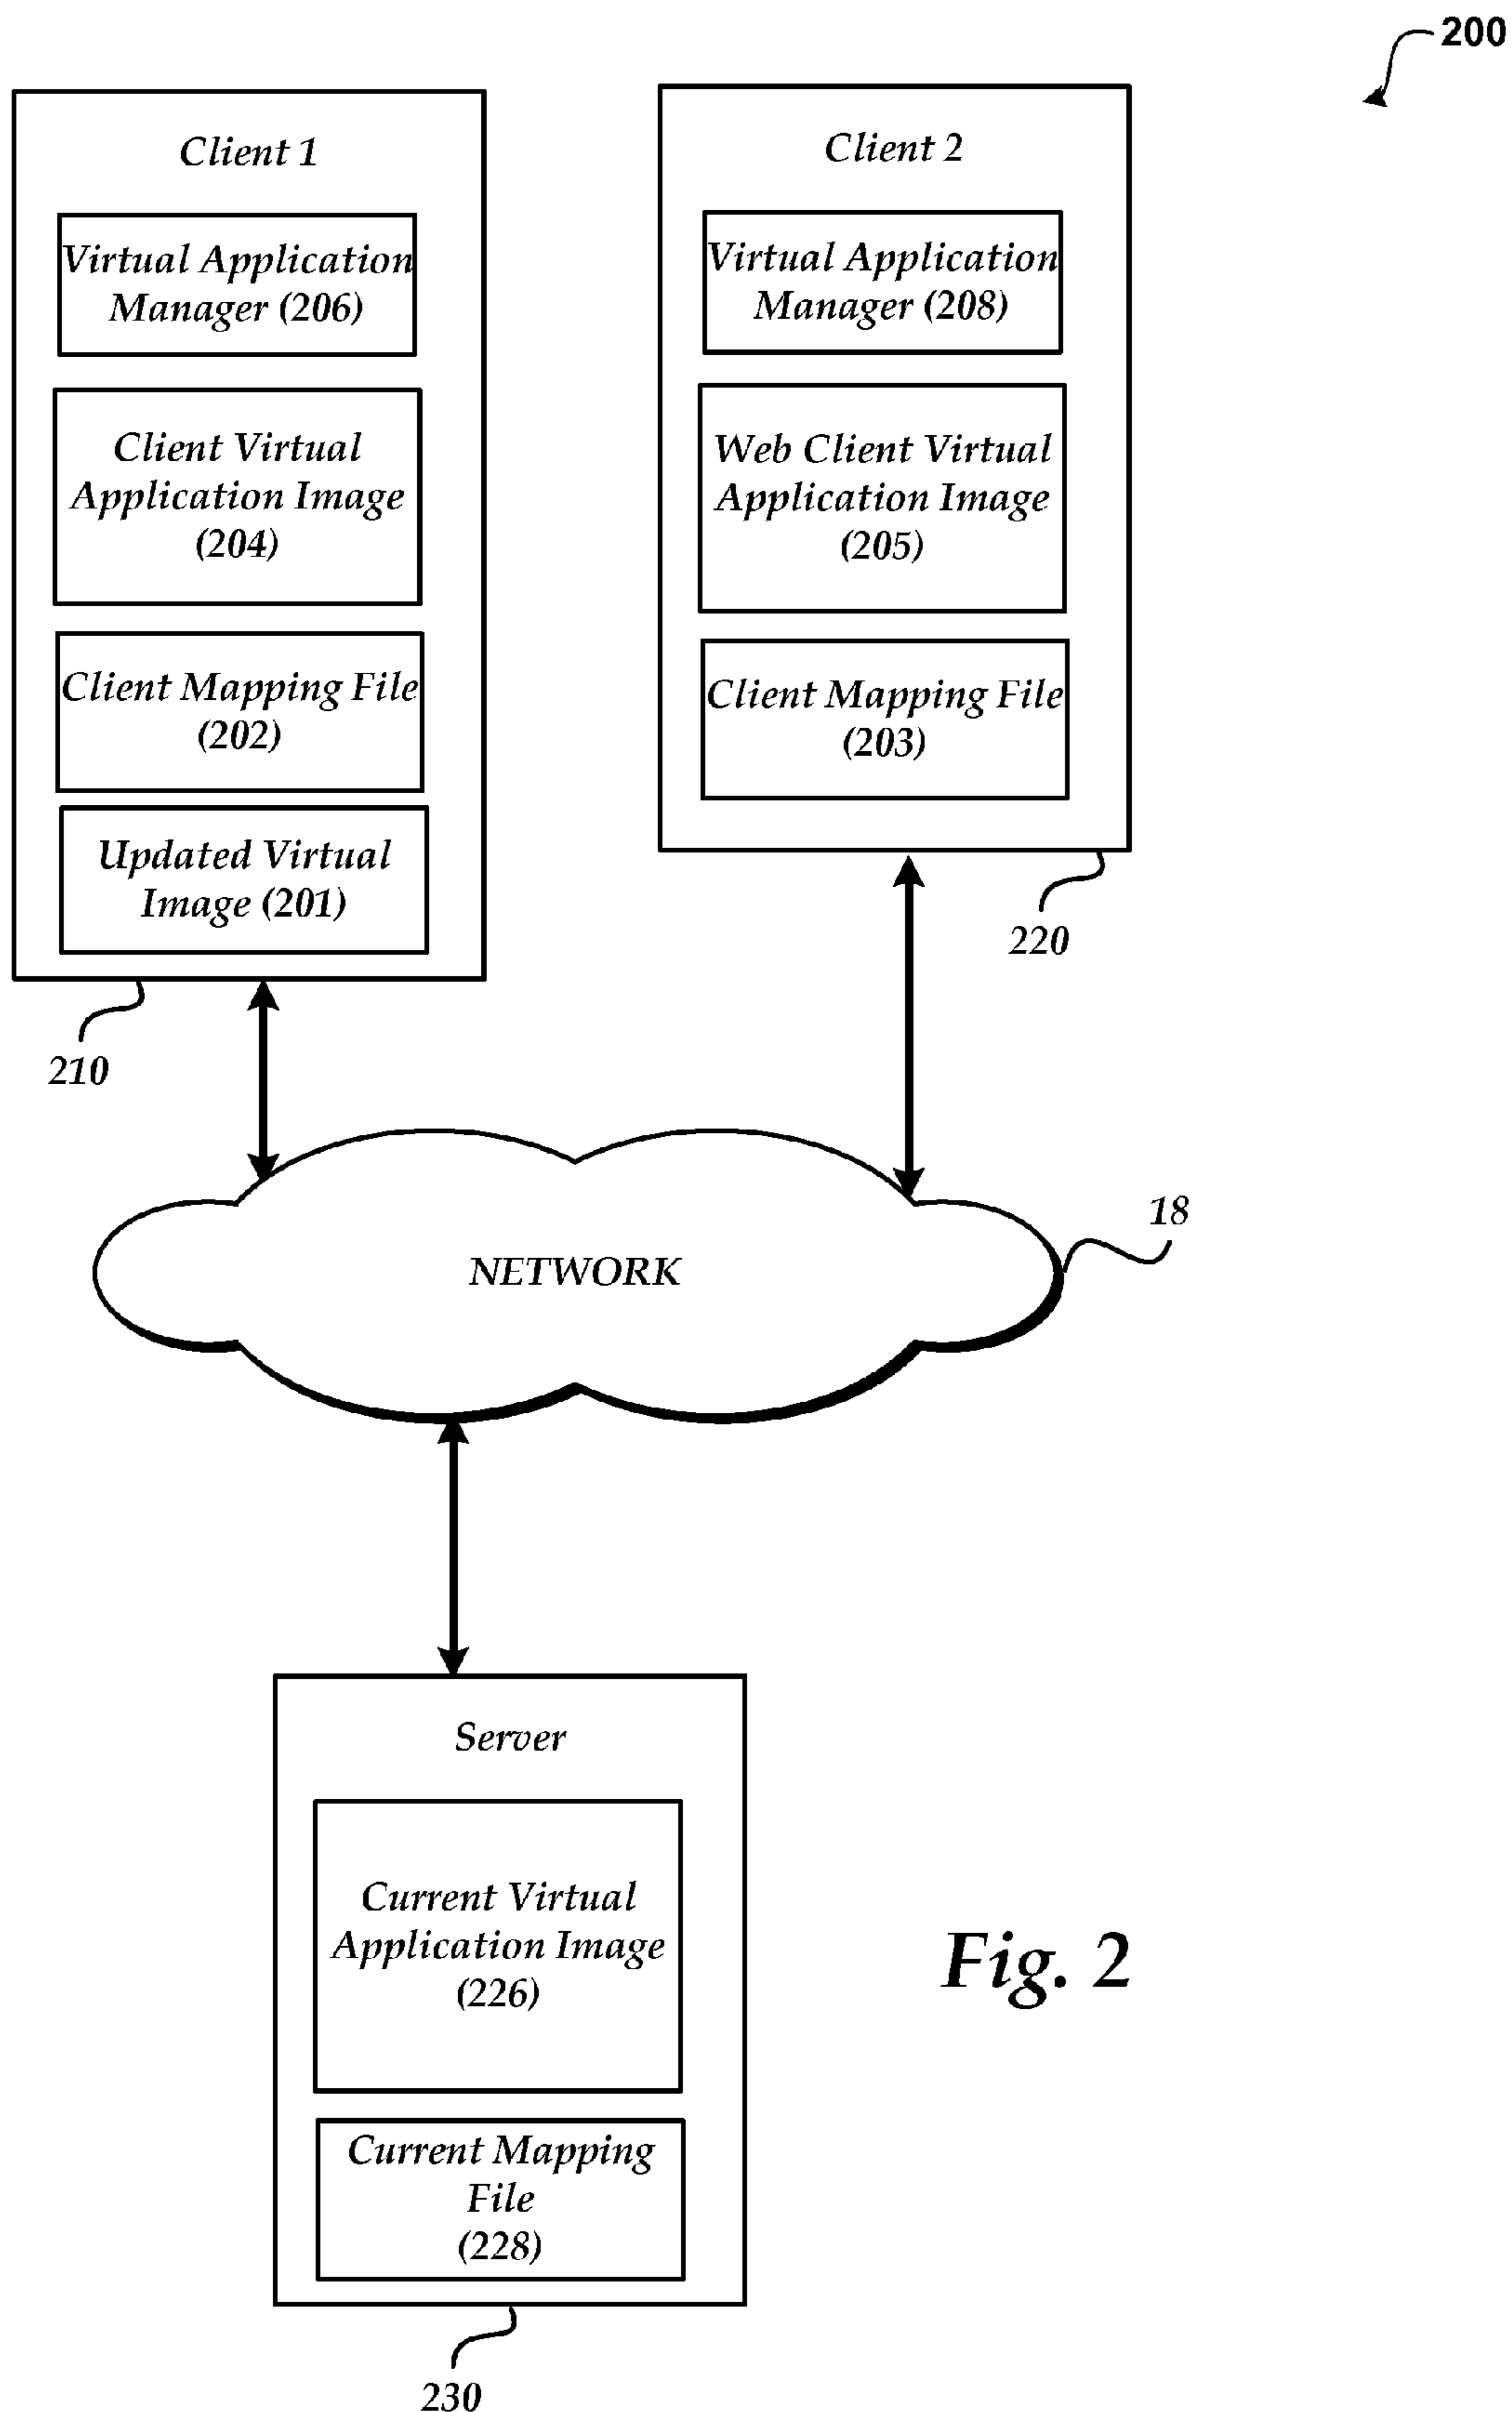 200
Client 1
Virtual Application
Manager (206)
Client Virtual
Application Image
(204)
Client Mapping File
(202)
Updated Virtual
Image (201)
210
Client 2
Virtual Application
Manager (208)
Web Client Virtual
Application Image
(205)
Client Mapping File
(203)
220
NETWORK
18
Server
Current Virtual
Application Image
(226)
Current Mapping
File
(228)
230
Fig. 2